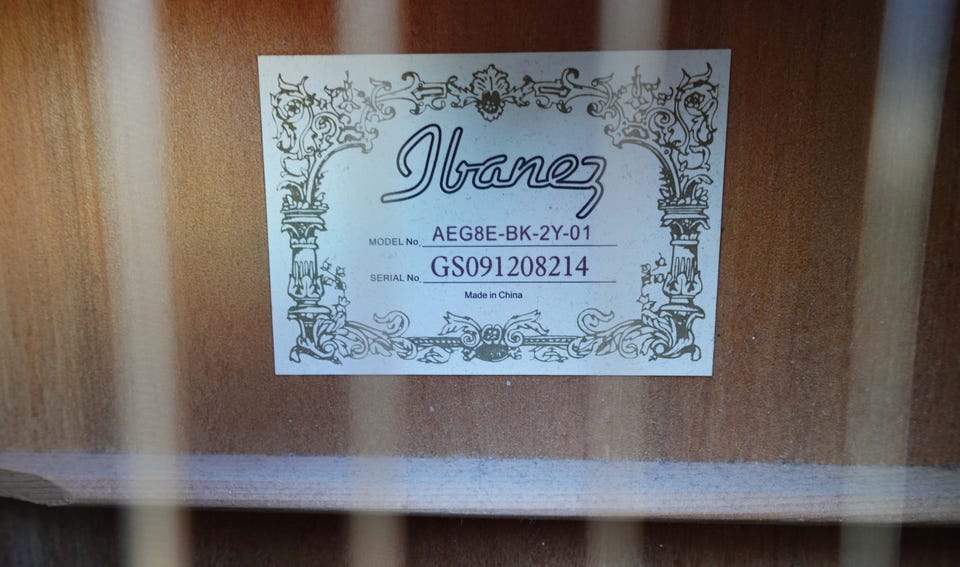 Ibanez
MODEL No. AEG8E-BK-2Y-01
SERIAL No. GS091208214
Made in China